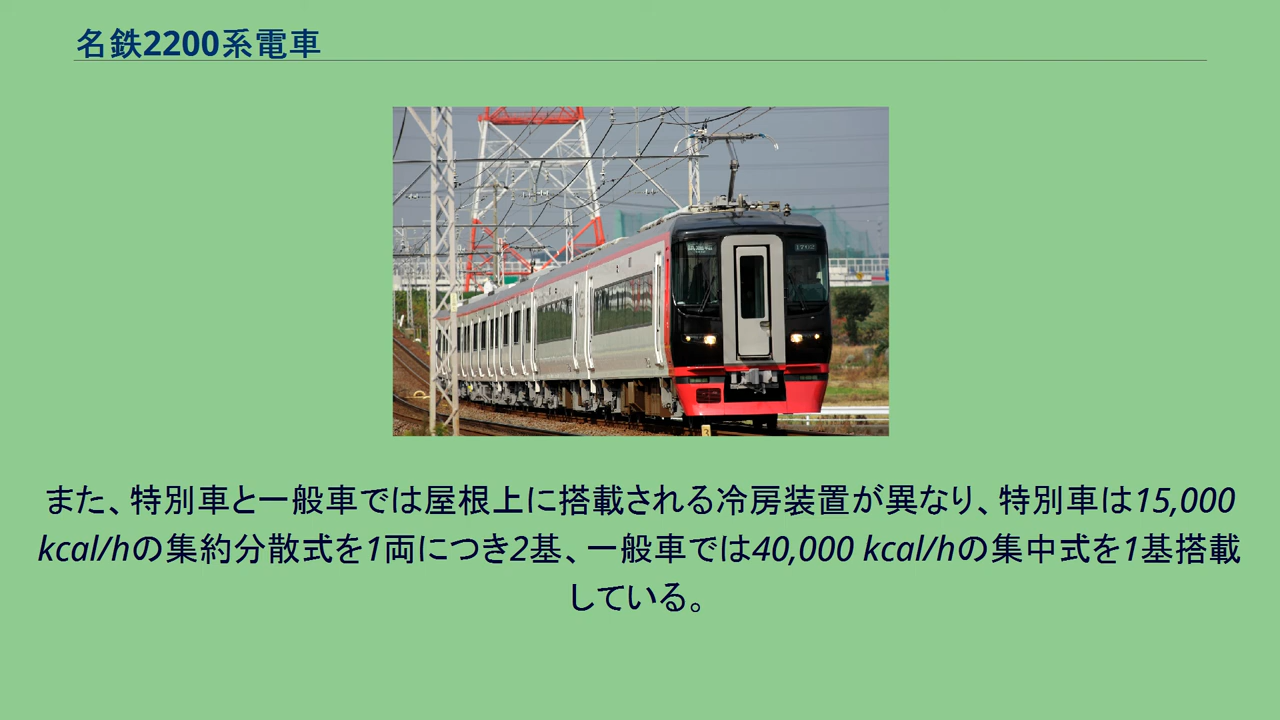 名鉄2200系電車
また、特別車と一般車では屋根上に搭載される冷房装置が異なり、特別車は15,000
kcal/hの集約分散式を1両につき2基、一般車では40,000 kcal/hの集中式を1基搭載
している。